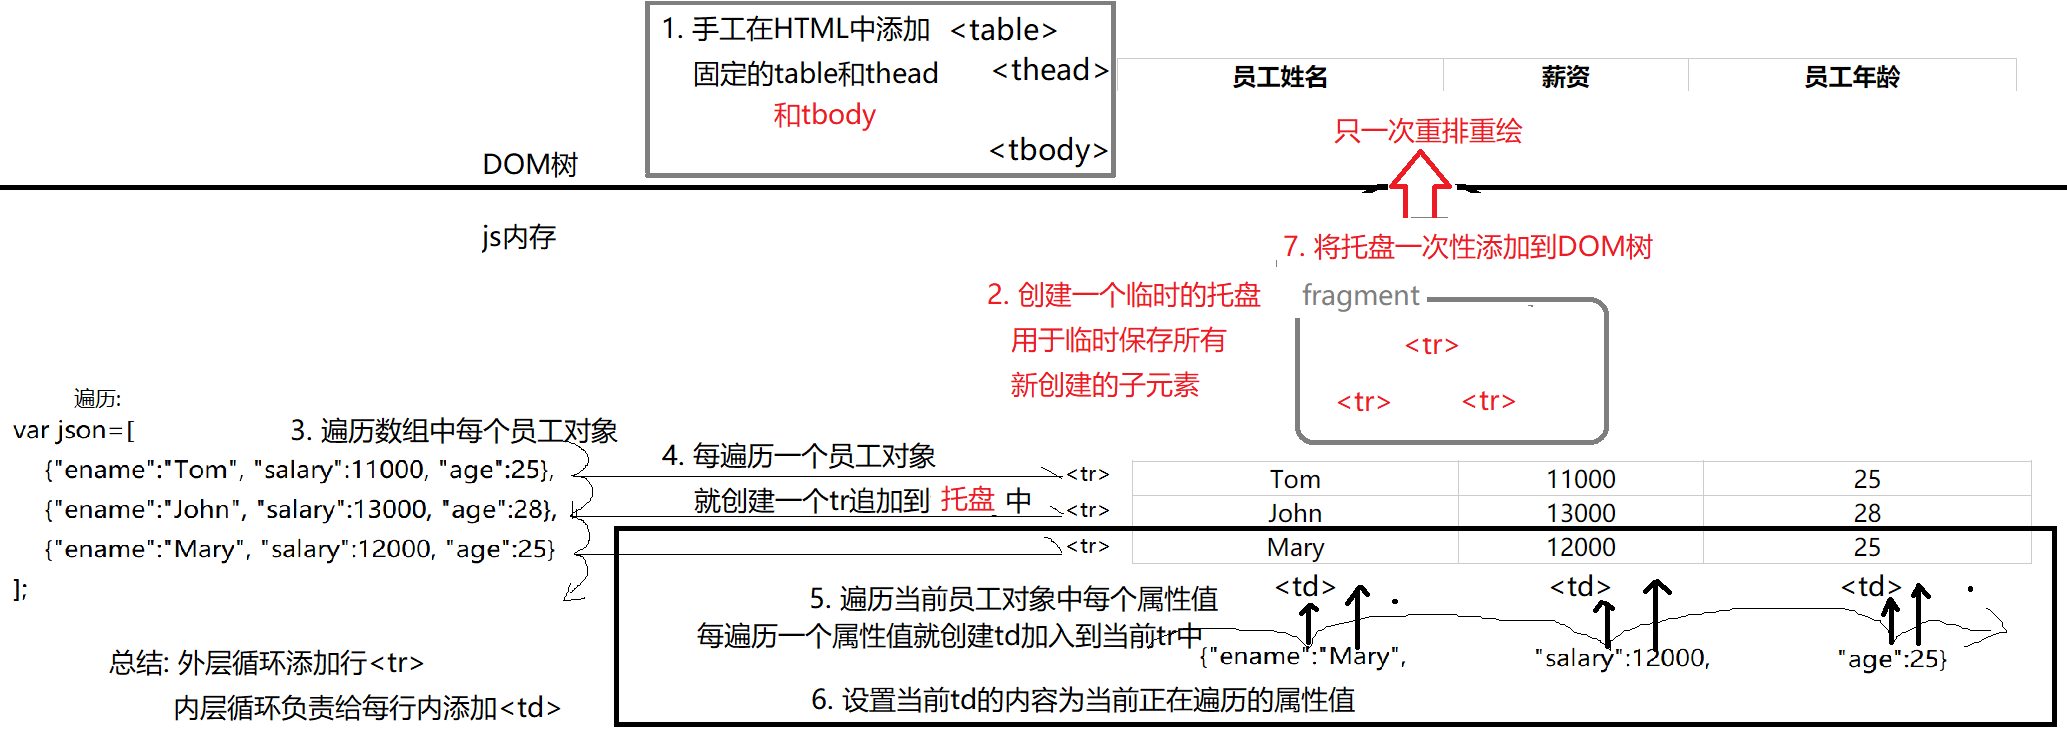 1. 手工在HTML中添加 <table>
固定的table和thead <thead>
和tbody
<tbody>
员工姓名 薪资 员工年龄
只一次重排重绘
DOM树
js内存
7. 将托盘一次性添加到DOM树
2. 创建一个临时的托盘
用于临时保存所有
新创建的子元素
fragment
<tr>
<tr> <tr>
遍历:
var json=[
{"ename":"Tom", "salary":11000, "age":25},
{"ename":"John", "salary":13000, "age":28},
{"ename":"Mary", "salary":12000, "age":25}
];
3. 遍历数组中每个员工对象
4. 每遍历一个员工对象
就创建一个tr追加到 托盘 中
<tr> Tom 11000 25
<tr> John 13000 28
<tr> Mary 12000 25
<td> <td> <td>
5. 遍历当前员工对象中每个属性值
每遍历一个属性值就创建td加入到当前tr中
{"ename":"Mary", "salary":12000, "age":25}
6. 设置当前td的内容为当前正在遍历的属性值
总结: 外层循环添加行<tr>
内层循环负责给每行内添加<td>